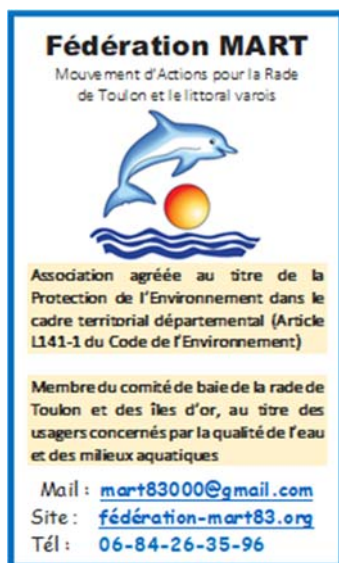 Fédération MART
Mouvement d'Actions pour la Rade
de Toulon et le littoral varois
Association agréée au titre de la
Protection de l'Environnement dans le
cadre territorial départemental (Article
L141-1 du Code de l'Environnement)
Membre du comité de baie de la rade de
Toulon et des îles d'or, au titre des
usagers concernés par la qualité de l'eau
et des milieux aquatiques
Mail : mart83000@gmail.com
Site : fédération-mart83.org
Tél : 06-84-26-35-96